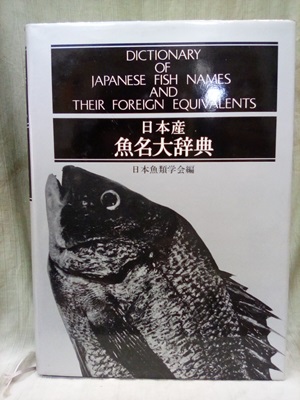 DICTIONARY
OF
JAPANESE FISH NAMES
AND
THEIR FOREIGN EQUIVALENTS
日本産
魚名大辞典
日本魚類学会編